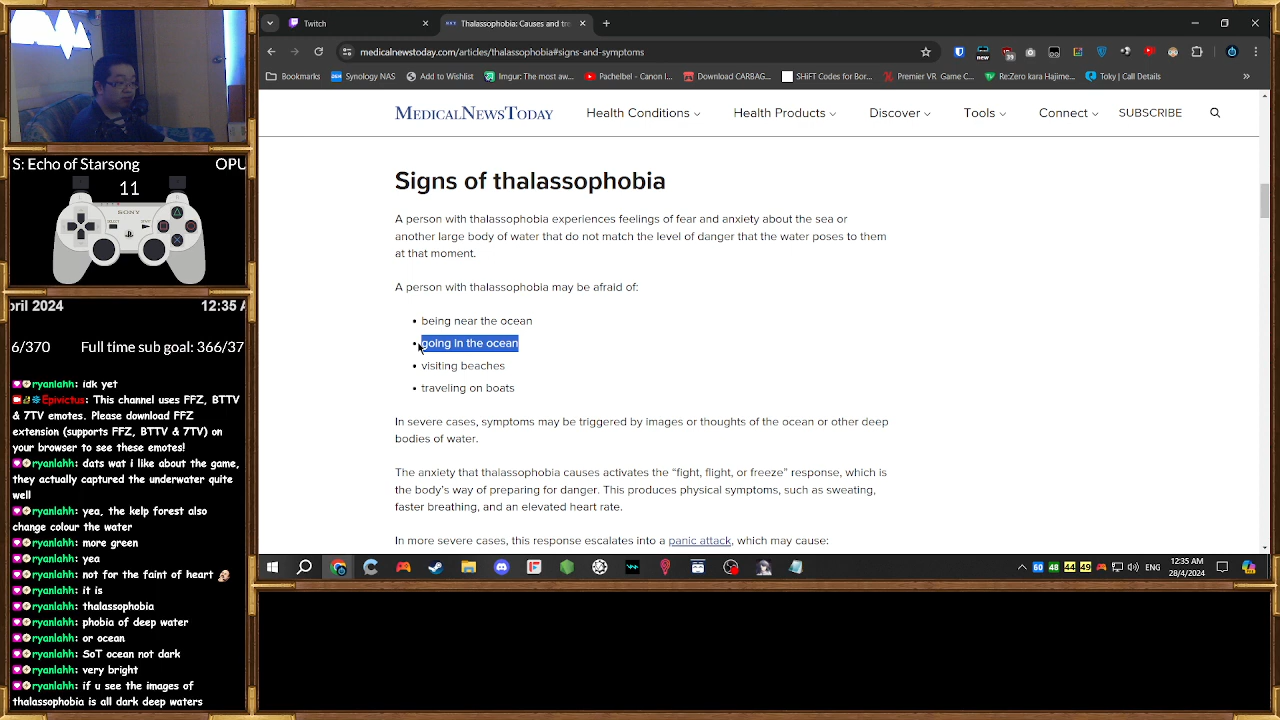 Twitch
Thalassophobia: Causes and tre
medicalnewstoday.com/articles/thalassophobia#signs-and-symptoms
new
39
Bookmarks
Synology NAS
Add to Wishlist
Imgur: The most aw...
Pachelbel - Canon I...
Download CARBAG...
SHIFT Codes for Bor...
Premier VR Game C...
Re:Zero kara Hajime...
Toky | Call Details
MEDICALNEWSTODAY
Health Conditions
Health Products
Discover
Tools
Connect
SUBSCRIBE
Signs of thalassophobia
A person with thalassophobia experiences feelings of fear and anxiety about the sea or
another large body of water that do not match the level of danger that the water poses to them
at that moment.
A person with thalassophobia may be afraid of:
• being near the ocean
• going in the ocean
• visiting beaches
• traveling on boats
In severe cases, symptoms may be triggered by images or thoughts of the ocean or other deep
bodies of water.
The anxiety that thalassophobia causes activates the “fight, flight, or freeze” response, which is
the body’s way of preparing for danger. This produces physical symptoms, such as sweating,
faster breathing, and an elevated heart rate.
In more severe cases, this response escalates into a panic attack, which may cause:
60
48
44
49
ENG
12:35 AM
28/4/2024
S: Echo of Starsong
OPU
11
SONY
SELECT
START
pril 2024
12:35 A
6/370
Full time sub goal: 366/37
ryanlahh: idk yet
Epivictus: This channel uses FFZ, BTTV
& 7TV emotes. Please download FFZ
extension (supports FFZ, BTTV & 7TV) on
your browser to see these emotes!
ryanlahh: dats wat i like about the game,
they actually captured the underwater quite
well
ryanlahh: yea, the kelp forest also
change colour the water
ryanlahh: more green
ryanlahh: yea
ryanlahh: not for the faint of heart
ryanlahh: it is
ryanlahh: thalassophobia
ryanlahh: phobia of deep water
ryanlahh: or ocean
ryanlahh: SoT ocean not dark
ryanlahh: very bright
ryanlahh: if u see the images of
thalassophobia is all dark deep waters